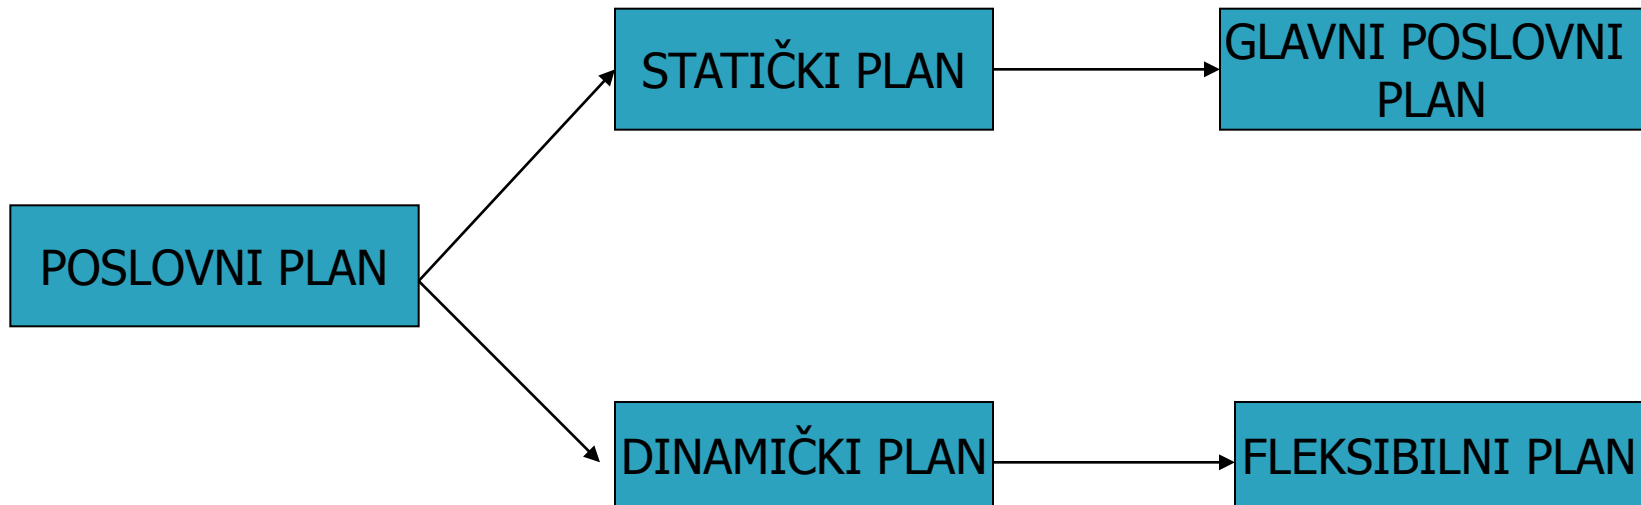 STATIČKI PLAN
GLAVNI POSLOVNI
PLAN
POSLOVNI PLAN
DINAMIČKI PLAN
FLEKSIBILNI PLAN